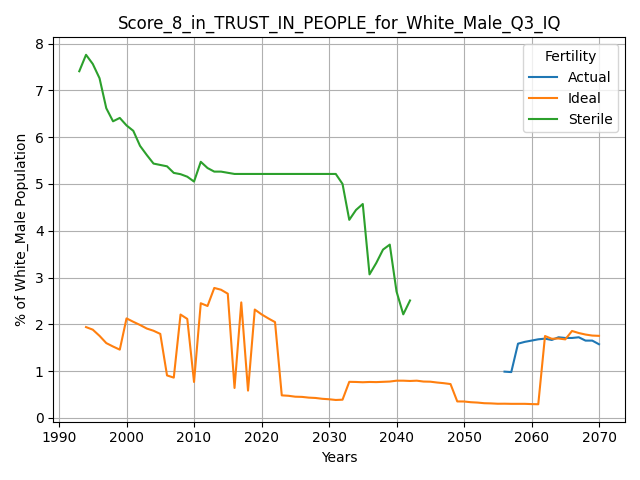 Score_8_in_TRUST_IN_PEOPLE_for_White_Male_Q3_IQ
Fertility
Actual
Ideal
Sterile
% of White_Male Population
8
7
6
5
4
3
2
1
0
1990 2000 2010 2020 2030 2040 2050 2060 2070
Years